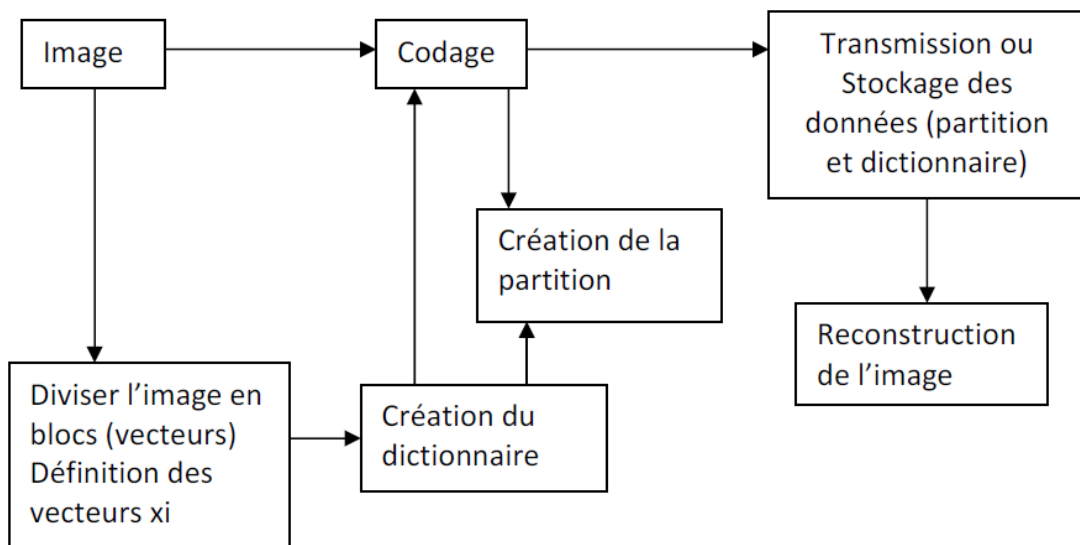 Image
Codage
Transmission ou
Stockage des
données (partition
et dictionnaire)
Création de la
partition
Reconstruction
de l’image
Diviser l’image en
blocs (vecteurs)
Définition des
vecteurs xi
Création du
dictionnaire